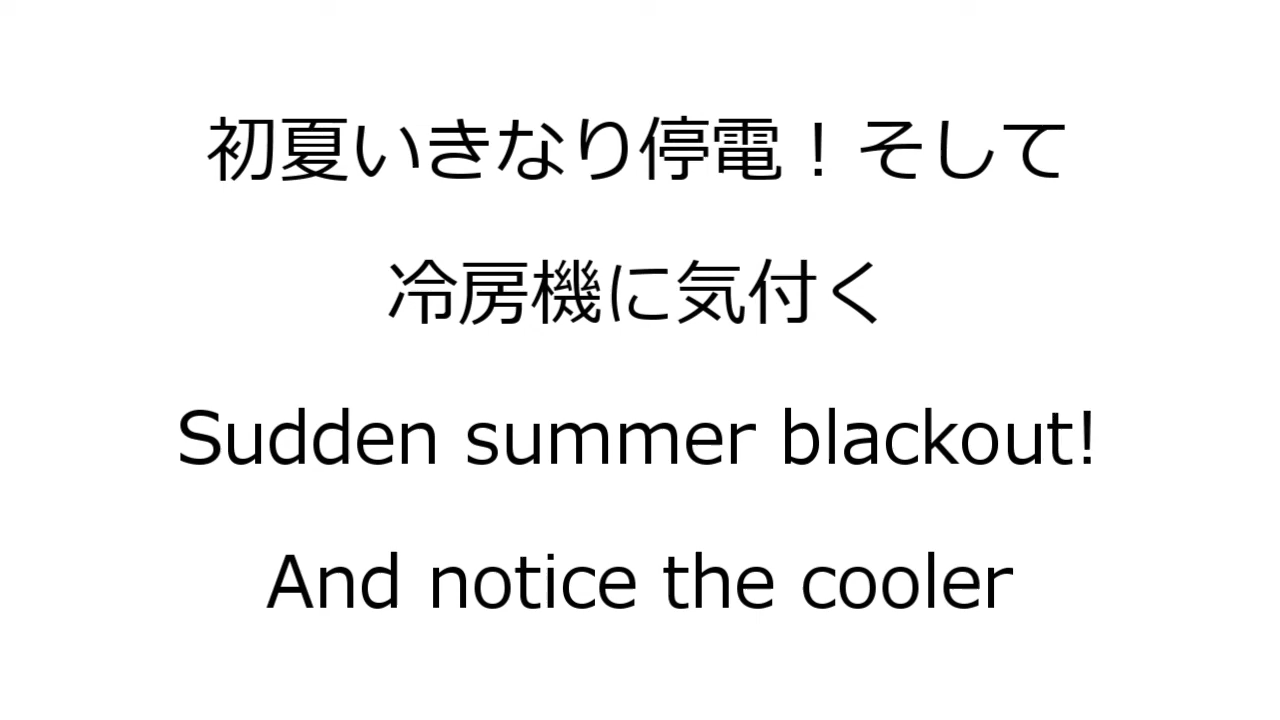 初夏いきなり停電！そして
冷房機に気付く
Sudden summer blackout!
And notice the cooler